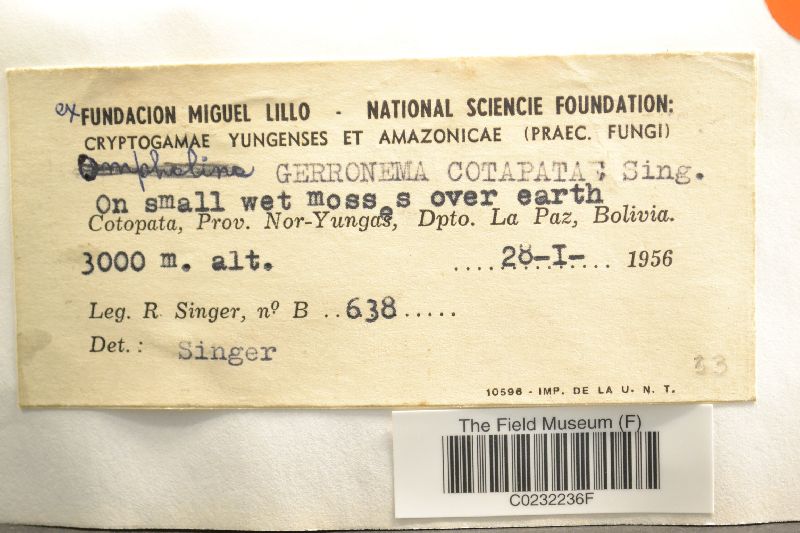 ex FUNDACION MIGUEL LILLO - NATIONAL SCIENCIE FOUNDATION:
CRYPTOGAMAE YUNGENSES ET AMAZONICAE (PRAEC. FUNGI)
Omphalina GERRONEMA COTAPATAE Sing.
On small wet mosses over earth
Cotopata, Prov. Nor-Yungas, Dpto. La Paz, Bolivia.
3000 m. alt. .... 28-I- .... 1956
Leg. R. Singer, nº B ..638.....
Det.: Singer
33
10596 - IMP. DE LA U. N. T.
The Field Museum (F)
C0232236F